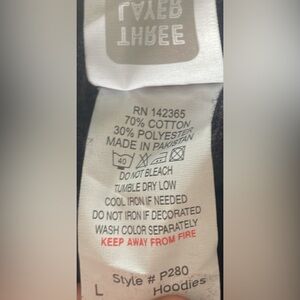 THREE
LAYER
RN 142365
70% COTTON
30% POLYESTER
MADE IN PAKISTAN
40
DO NOT BLEACH
TUMBLE DRY LOW
COOL IRON IF NEEDED
DO NOT IRON IF DECORATED
WASH COLOR SEPARATELY
KEEP AWAY FROM FIRE
Style # P280
L Hoodies